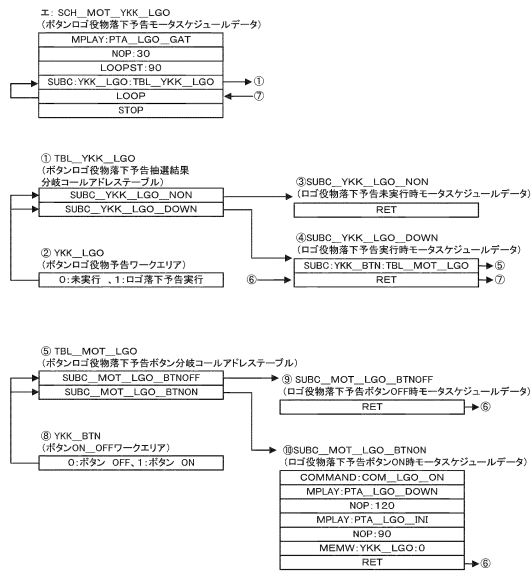 エ: SCH__MOT__YKK__LGO
(ボタンロゴ役物落下予告モータスケジュールデータ)
MPLAY:PTA__LGO__GAT
NOP:30
LOOPST:90
SUBC:YKK__LGO:TBL__YKK__LGO
①
LOOP
⑦
STOP
① TBL__YKK__LGO
(ボタンロゴ役物落下予告抽選結果
分岐コールアドレステーブル)
SUBC__YKK__LGO__NON
SUBC__YKK__LGO__DOWN
③SUBC__YKK__LGO__NON
(ロゴ役物落下予告未実行時モータスケジュールデータ)
RET
② YKK__LGO
(ボタンロゴ役物予告ワークエリア)
0:未実行 、1:ロゴ落下予告実行
④SUBC__YKK__LGO__DOWN
(ロゴ役物落下予告実行時モータスケジュールデータ)
SUBC:YKK__BTN:TBL__MOT__LGO
⑤
⑥
RET
⑦
⑤ TBL__MOT__LGO
(ボタンロゴ役物落下予告ボタン分岐コールアドレステーブル)
SUBC__MOT__LGO__BTNOFF
SUBC__MOT__LGO__BTNON
⑨ SUBC__MOT__LGO__BTNOFF
(ロゴ役物落下予告ボタンOFF時モータスケジュールデータ)
RET
⑥
⑧ YKK__BTN
(ボタンON__OFFワークエリア)
0:ボタン OFF、1:ボタン ON
⑩SUBC__MOT__LGO__BTNON
(ロゴ役物落下予告ボタンON時モータスケジュールデータ)
COMMAND:COM__LGO__ON
MPLAY:PTA__LGO__DOWN
NOP:120
MPLAY:PTA__LGO__INI
NOP:90
MEMW:YKK__LGO:0
RET
⑥